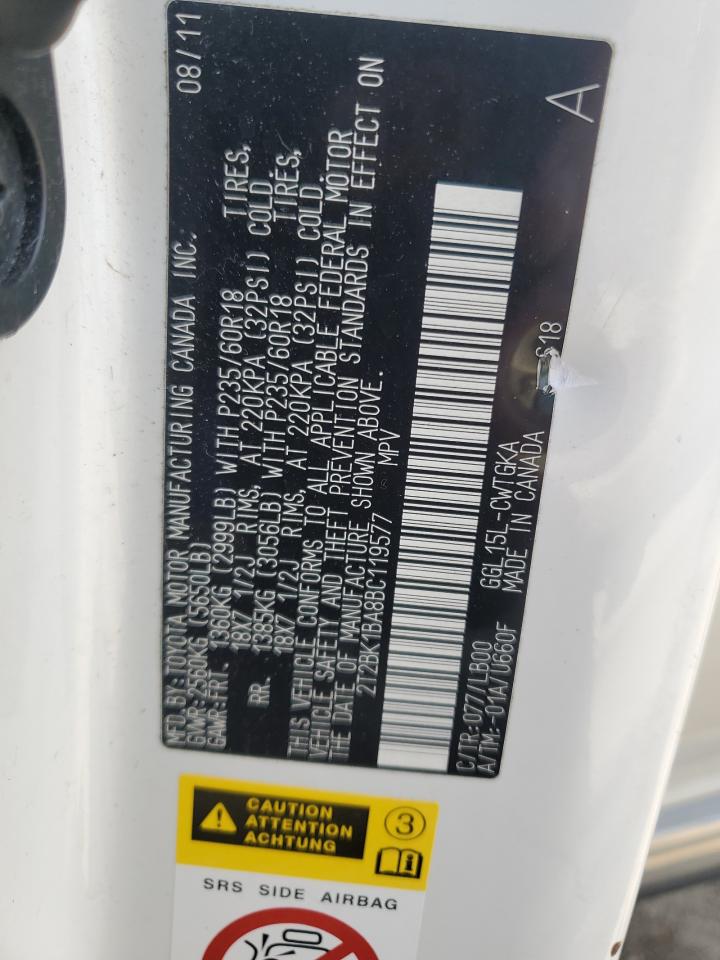 MFD.BY:TOYOTA MOTOR MANUFACTURING CANADA INC. 08/11
GVWR:2560KG (5650LB)
GAWR:FRT. 1360KG (2999LB) WITH P235/60R18 TIRES,
18X7 1/2J RIMS, AT 220KPA (32PSI) COLD.
RR. 1385KG (3056LB) WITH P235/60R18 TIRES,
18X7 1/2J RIMS, AT 220KPA (32PSI) COLD.
THIS VEHICLE CONFORMS TO ALL APPLICABLE FEDERAL MOTOR
VEHICLE SAFETY AND THEFT PREVENTION STANDARDS IN EFFECT ON
THE DATE OF MANUFACTURE SHOWN ABOVE.
2T2BK1BA8BC119577 MPV
C/TR:077/LB00 GGL15L-CWTGKA
A/TM:-01A/U660F MADE IN CANADA 618
A
CAUTION
ATTENTION
ACHTUNG
3
SRS SIDE AIRBAG